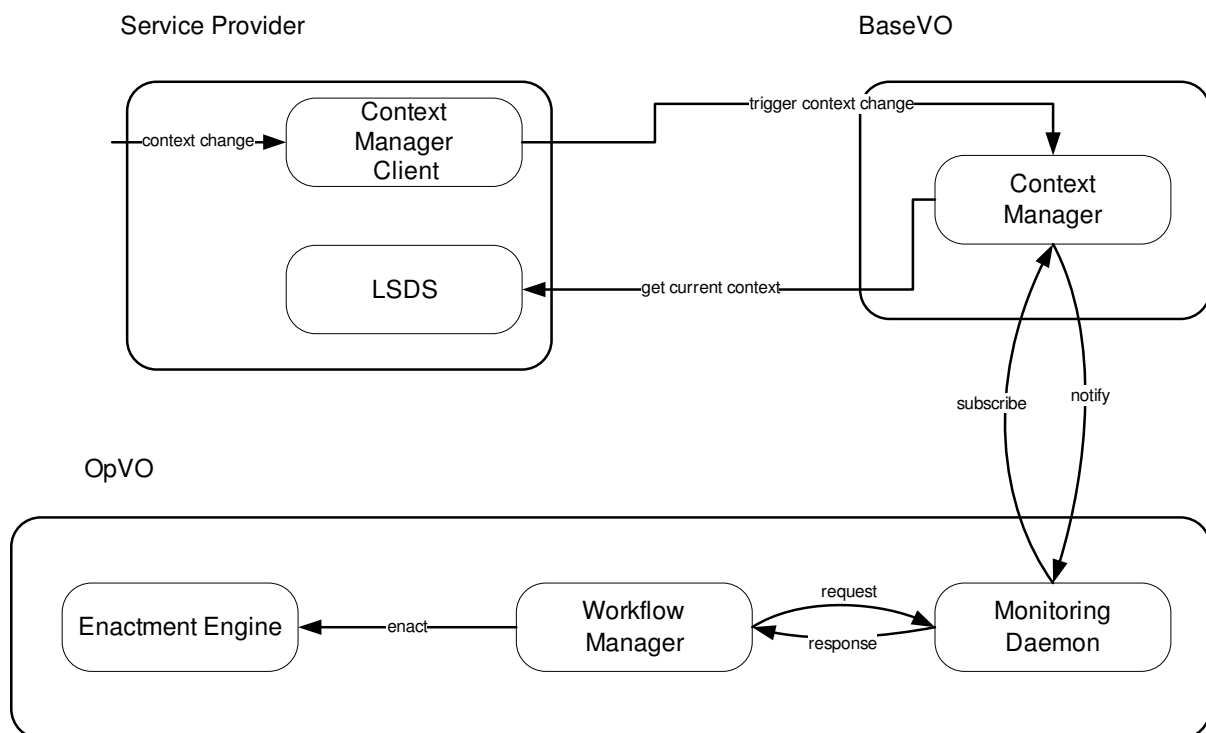 Service Provider
BaseVO
Context
Manager
Client
context change
trigger context change
Context
Manager
LSDS
get current context
subscribe
notify
OpVO
Enactment Engine
enact
Workflow
Manager
request
response
Monitoring
Daemon